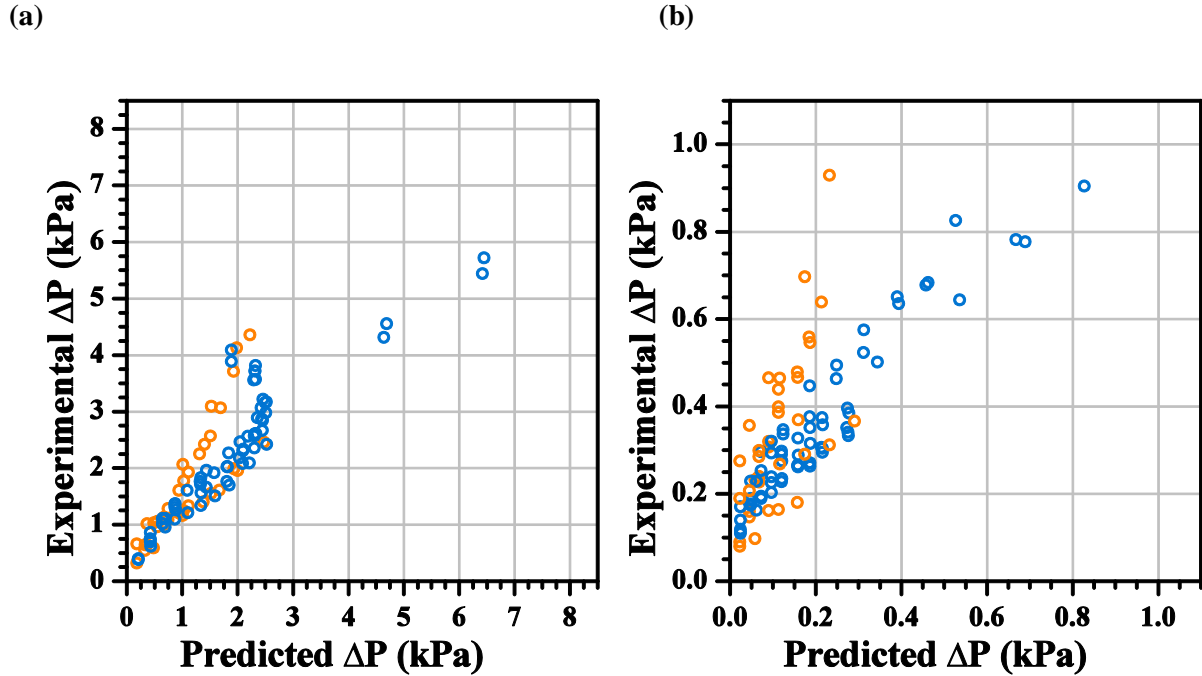 (a)
(b)
Experimental ΔP (kPa)
8
7
6
5
4
3
2
1
0
0 1 2 3 4 5 6 7 8
Predicted ΔP (kPa)
Experimental ΔP (kPa)
1.0
0.8
0.6
0.4
0.2
0.0
0.0 0.2 0.4 0.6 0.8 1.0
Predicted ΔP (kPa)